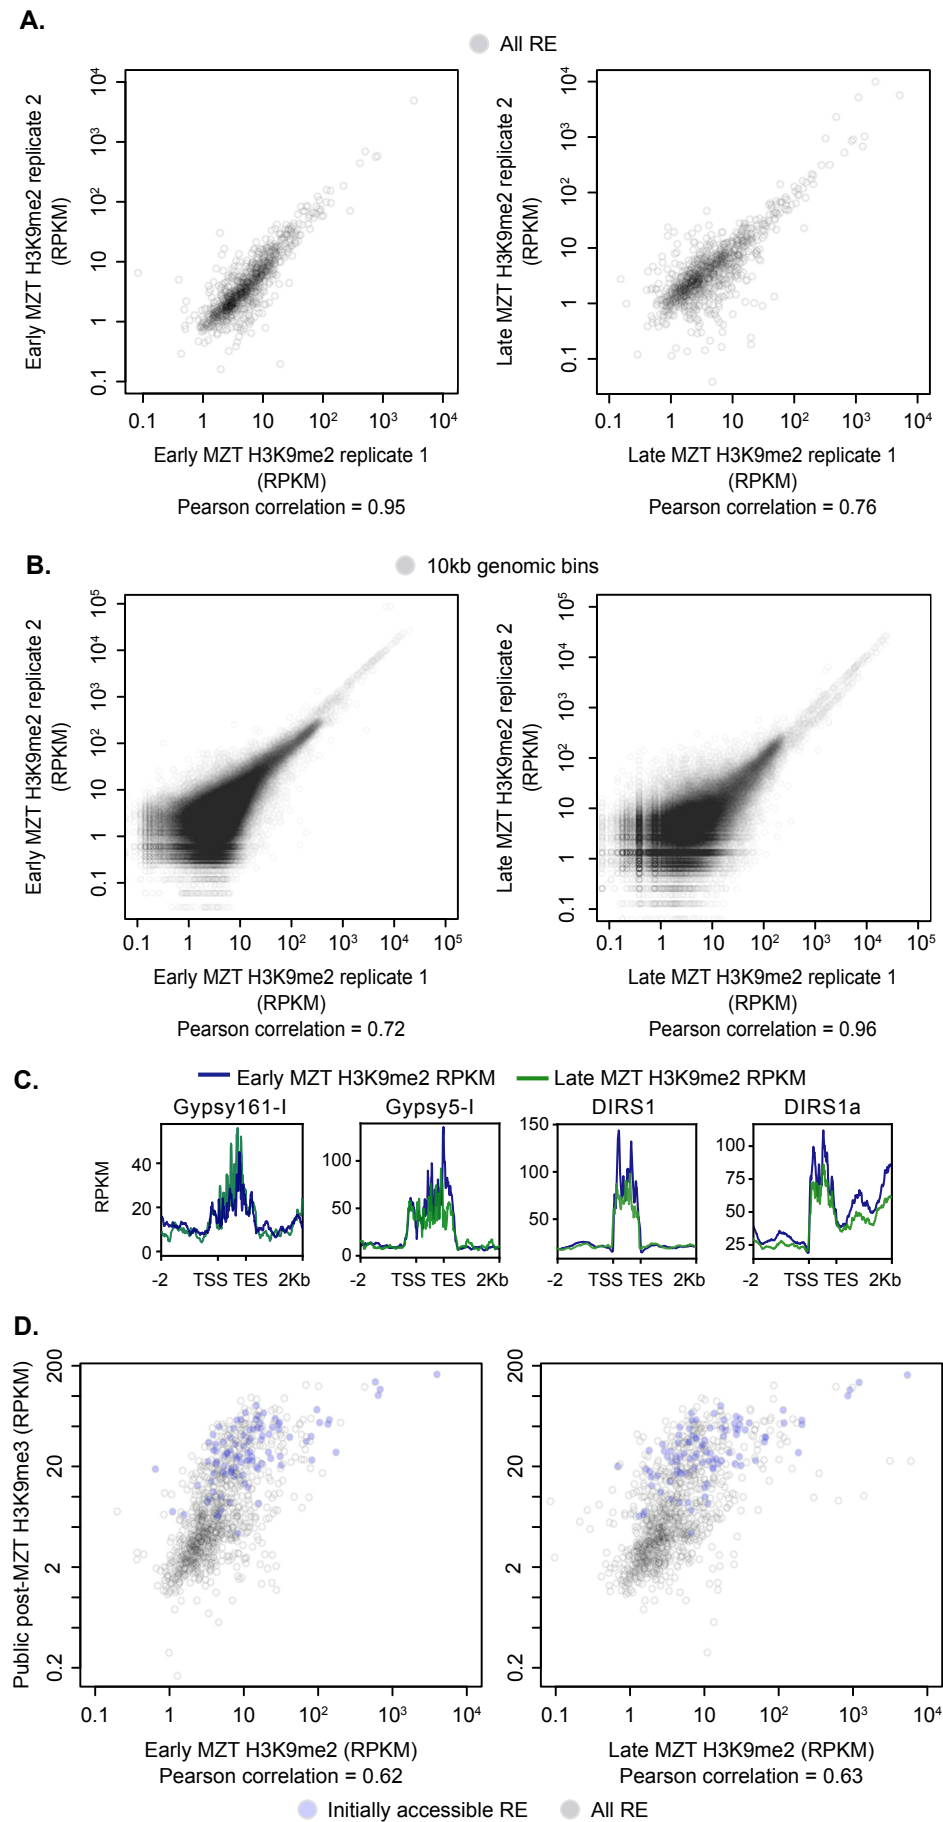 A.
All RE
Early MZT H3K9me2 replicate 2
(RPKM)
10⁴
10³
10²
10
1
0.1
0.1 1 10 10² 10³ 10⁴
Early MZT H3K9me2 replicate 1
(RPKM)
Pearson correlation = 0.95
Late MZT H3K9me2 replicate 2
(RPKM)
10⁴
10³
10²
10
1
0.1
0.1 1 10 10² 10³ 10⁴
Late MZT H3K9me2 replicate 1
(RPKM)
Pearson correlation = 0.76
B.
10kb genomic bins
Early MZT H3K9me2 replicate 2
(RPKM)
10⁵
10⁴
10³
10²
10
1
0.1
0.1 1 10 10² 10³ 10⁴ 10⁵
Early MZT H3K9me2 replicate 1
(RPKM)
Pearson correlation = 0.72
Late MZT H3K9me2 replicate 2
(RPKM)
10⁵
10⁴
10³
10²
10
1
0.1
0.1 1 10 10² 10³ 10⁴ 10⁵
Late MZT H3K9me2 replicate 1
(RPKM)
Pearson correlation = 0.96
C.
Early MZT H3K9me2 RPKM
Late MZT H3K9me2 RPKM
Gypsy161-I
RPKM
40
20
0
-2 TSS TES 2Kb
Gypsy5-I
100
50
0
-2 TSS TES 2Kb
DIRS1
150
100
50
-2 TSS TES 2Kb
DIRS1a
100
75
50
25
-2 TSS TES 2Kb
D.
Public post-MZT H3K9me3 (RPKM)
200
20
2
0.2
0.1 1 10 10² 10³ 10⁴
Early MZT H3K9me2 (RPKM)
Pearson correlation = 0.62
200
20
2
0.2
0.1 1 10 10² 10³ 10⁴
Late MZT H3K9me2 (RPKM)
Pearson correlation = 0.63
Initially accessible RE
All RE